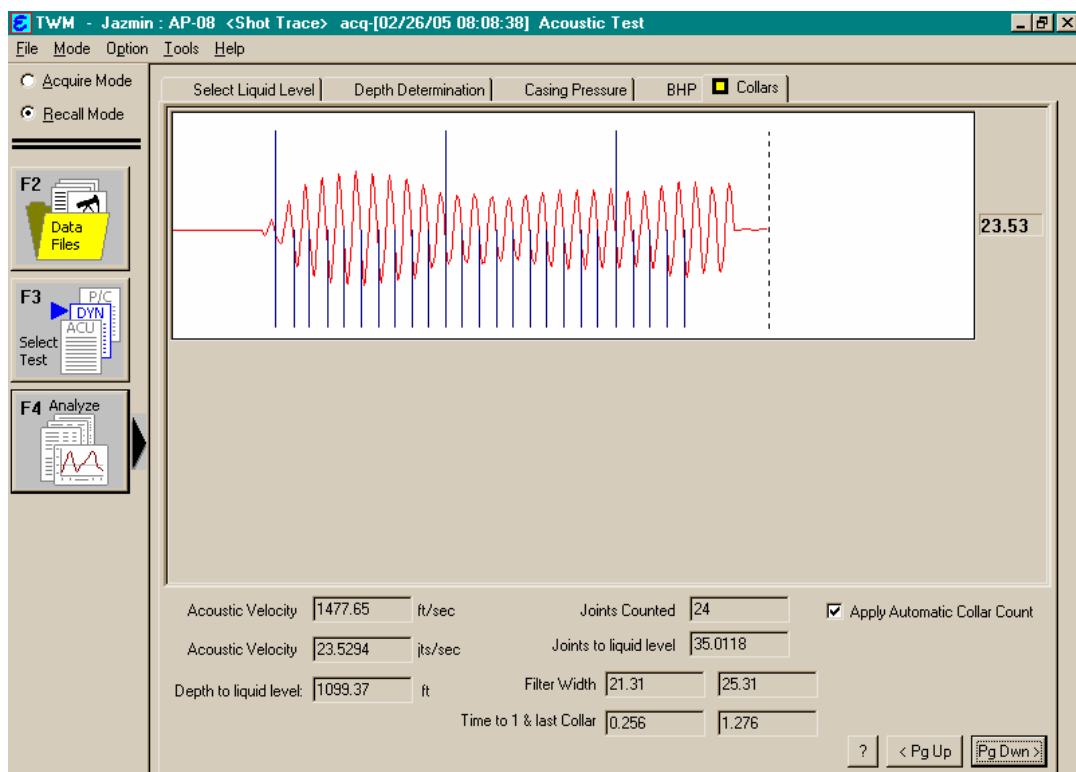 TWM - Jazmin : AP-08 <Shot Trace> acq-[02/26/05 08:08:38] Acoustic Test
File Mode Option Tools Help
Acquire Mode
Recall Mode
F2
Data
Files
F3
P/C
DYN
ACU
Select
Test
F4 Analyze
Select Liquid Level
Depth Determination
Casing Pressure
BHP
Collars
23.53
Acoustic Velocity 1477.65 ft/sec
Acoustic Velocity 23.5294 jts/sec
Depth to liquid level: 1099.37 ft
Joints Counted 24
Joints to liquid level 35.0118
Filter Width 21.31 25.31
Time to 1 & last Collar 0.256 1.276
Apply Automatic Collar Count
? < Pg Up Pg Dwn >